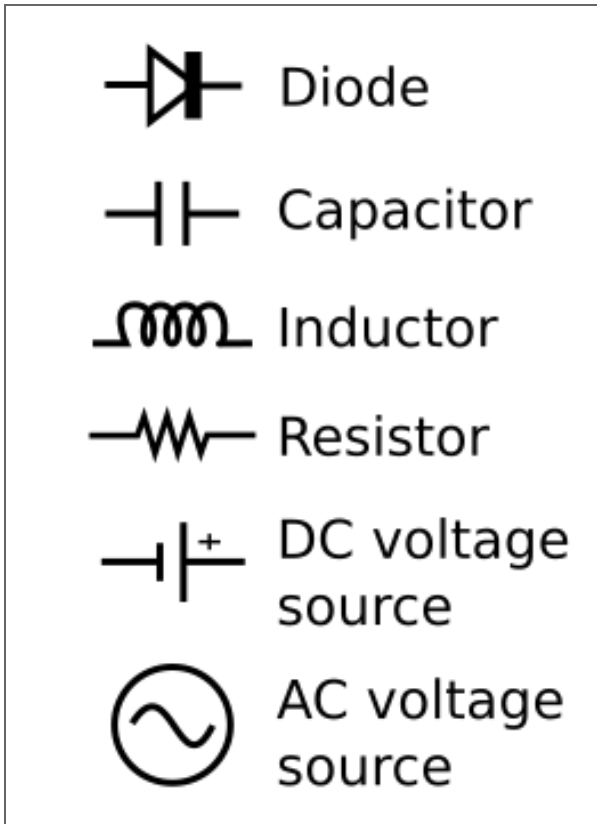 Diode
Capacitor
Inductor
Resistor
+
DC voltage
source
AC voltage
source